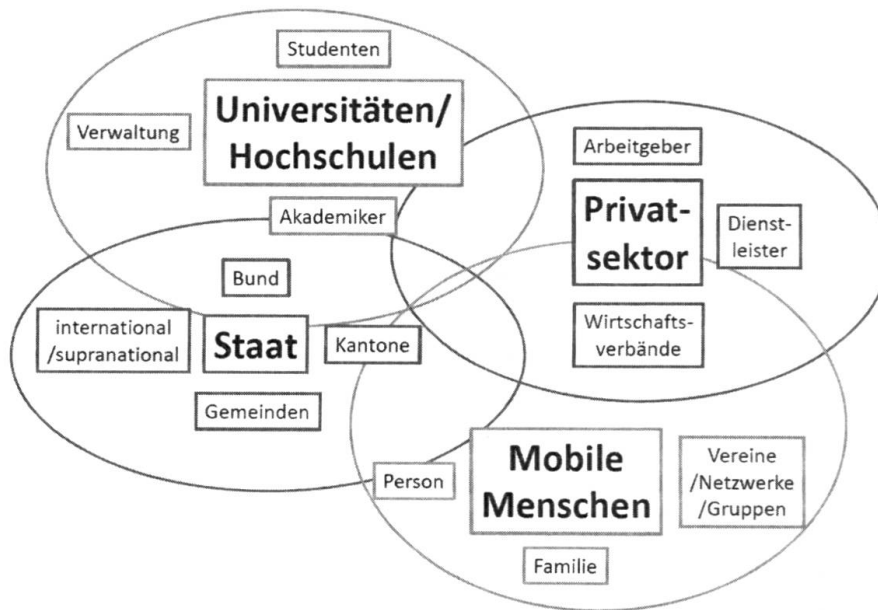 Studenten
Universitäten/
Hochschulen
Verwaltung
Akademiker
Arbeitgeber
Privat-
sektor
Dienst-
leister
Wirtschafts-
verbände
Bund
international
/supranational
Staat
Kantone
Gemeinden
Person
Mobile
Menschen
Vereine
/Netzwerke
/Gruppen
Familie